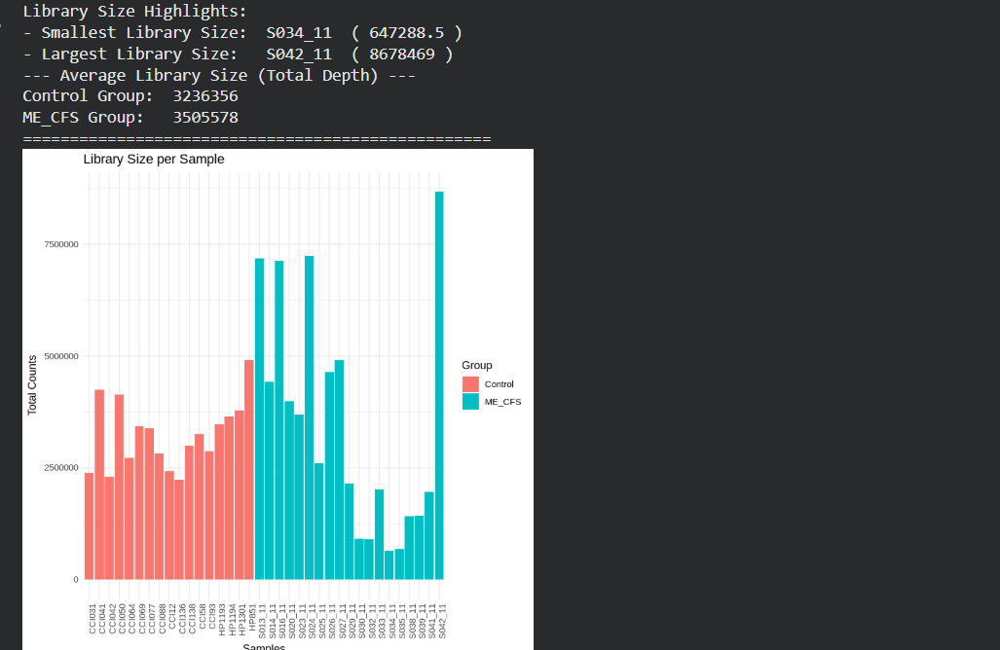 Library Size Highlights:
- Smallest Library Size:  S034_11  ( 647288.5 )
- Largest Library Size:   S042_11  ( 8678469 )
--- Average Library Size (Total Depth) ---
Control Group:  3236356
ME_CFS Group:   3505578
==================================================
Library Size per Sample
Total Counts
7500000
5000000
2500000
0
Group
Control
ME_CFS
CCI031
CCI041
CCI042
CCI050
CCI064
CCI069
CCI077
CCI088
CCI12
CCI136
CCI138
CCI58
CCI93
HP1193
HP1194
HP1301
HP851
S013_11
S014_11
S016_11
S020_11
S023_11
S024_11
S025_11
S026_11
S027_11
S029_11
S030_11
S032_11
S033_11
S034_11
S035_11
S038_11
S039_11
S041_11
S042_11
Samples